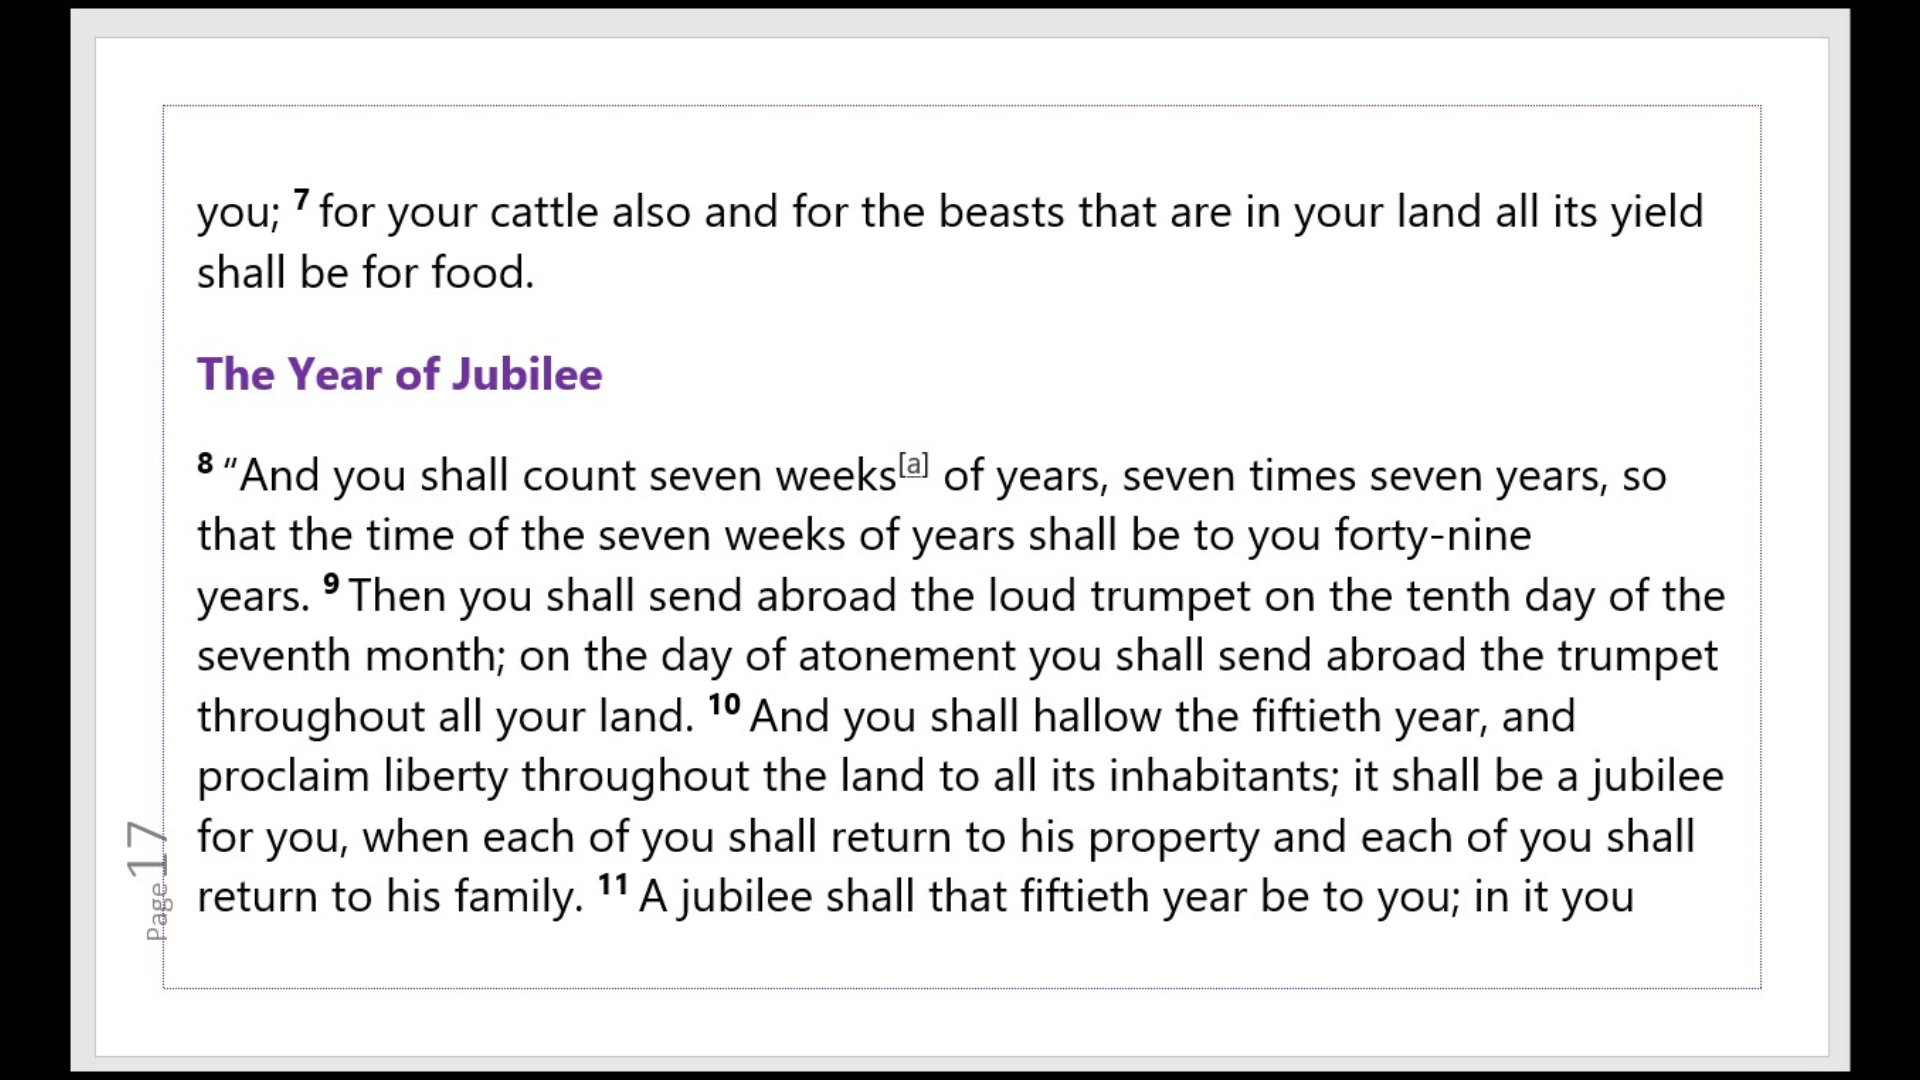 you; 7 for your cattle also and for the beasts that are in your land all its yield
shall be for food.
The Year of Jubilee
8 “And you shall count seven weeks[a] of years, seven times seven years, so
that the time of the seven weeks of years shall be to you forty-nine
years. 9 Then you shall send abroad the loud trumpet on the tenth day of the
seventh month; on the day of atonement you shall send abroad the trumpet
throughout all your land. 10 And you shall hallow the fiftieth year, and
proclaim liberty throughout the land to all its inhabitants; it shall be a jubilee
for you, when each of you shall return to his property and each of you shall
return to his family. 11 A jubilee shall that fiftieth year be to you; in it you
Page 17